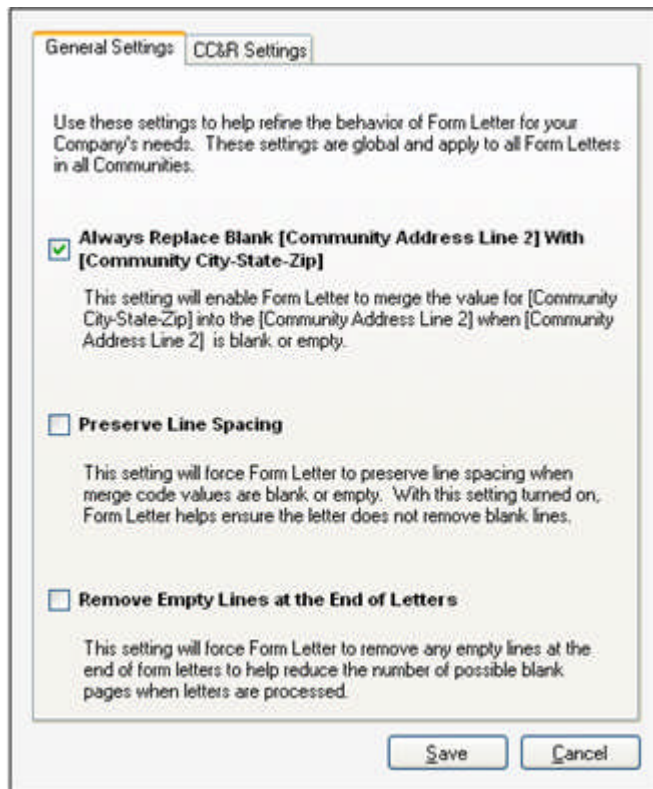 General Settings
CC&R Settings
Use these settings to help refine the behavior of Form Letter for your
Company's needs. These settings are global and apply to all Form Letters
in all Communities.
Always Replace Blank [Community Address Line 2] With
[Community City-State-Zip]
This setting will enable Form Letter to merge the value for [Community
City-State-Zip] into the [Community Address Line 2] when [Community
Address Line 2] is blank or empty.
Preserve Line Spacing
This setting will force Form Letter to preserve line spacing when
merge code values are blank or empty. With this setting turned on,
Form Letter helps ensure the letter does not remove blank lines.
Remove Empty Lines at the End of Letters
This setting will force Form Letter to remove any empty lines at the
end of form letters to help reduce the number of possible blank
pages when letters are processed.
Save
Cancel